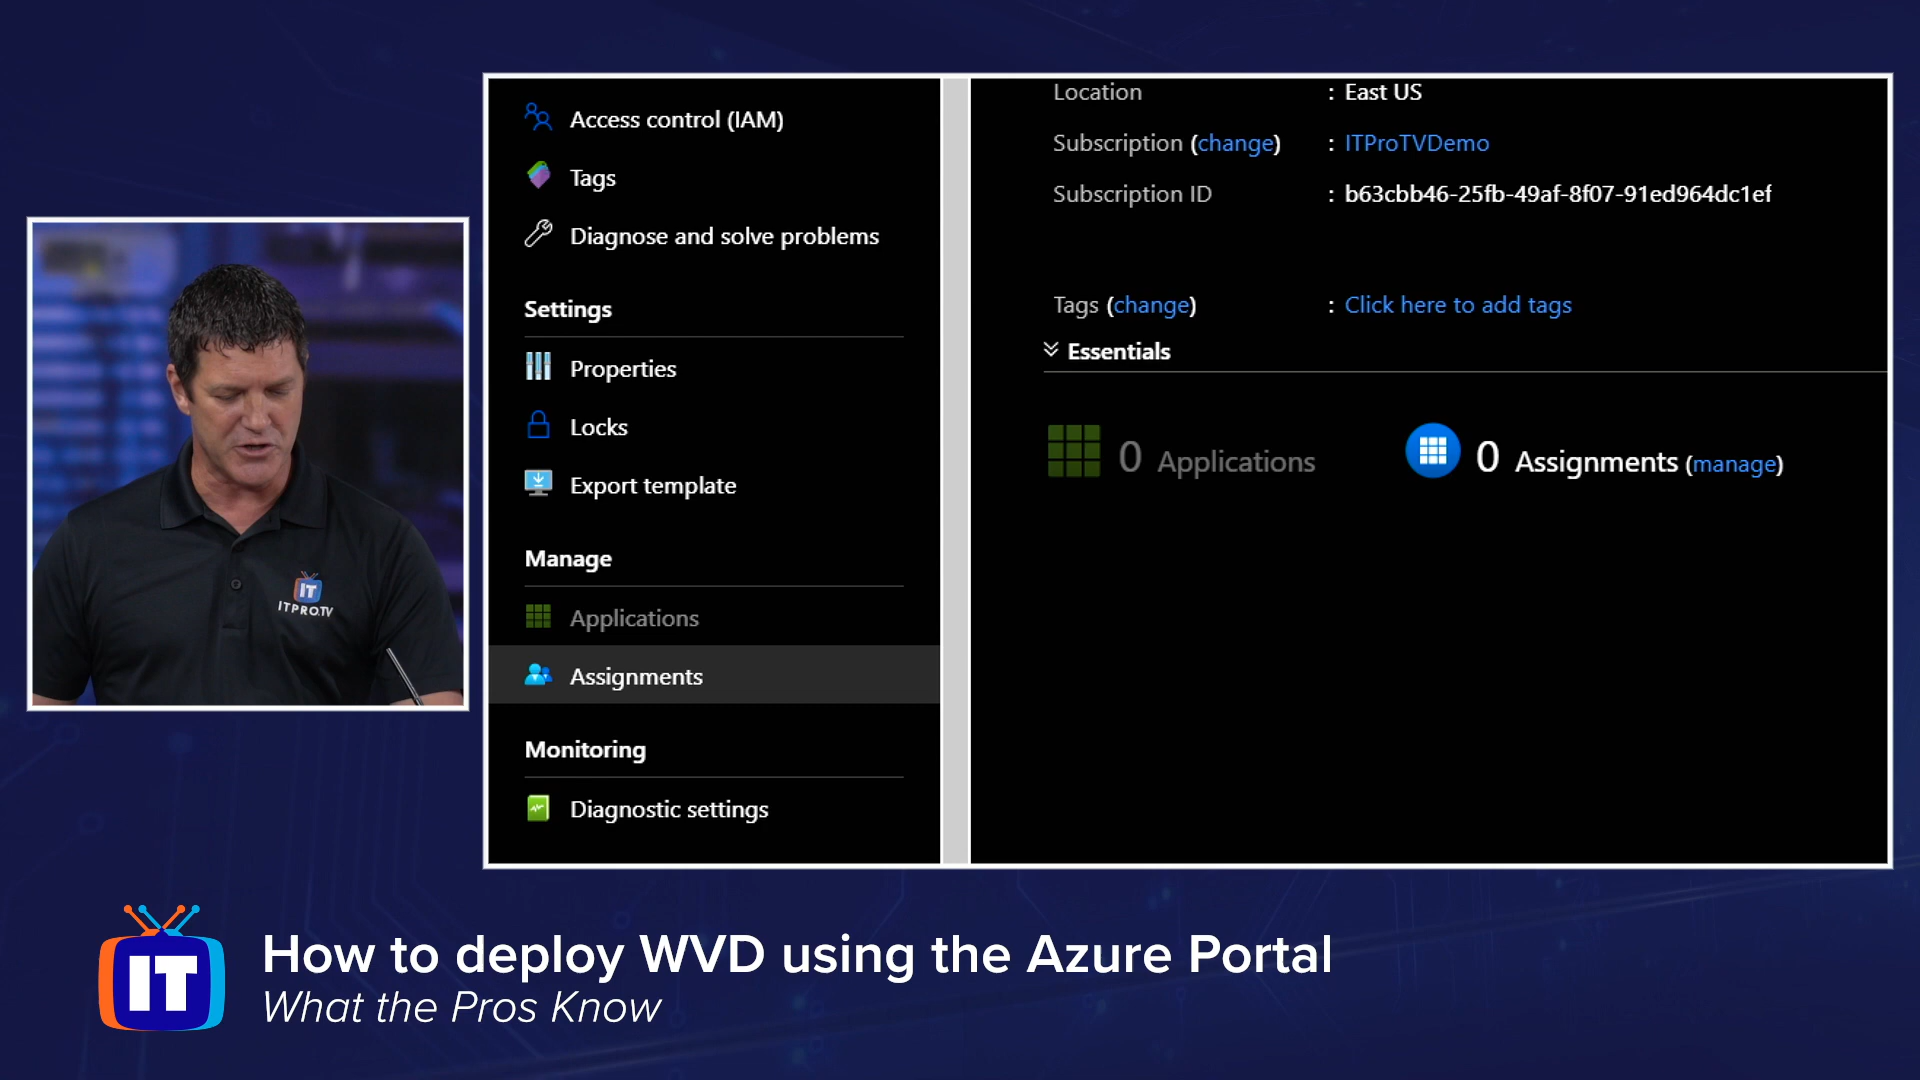 Access control (IAM)
Tags
Diagnose and solve problems
Settings
Properties
Locks
Export template
Manage
Applications
Assignments
Monitoring
Diagnostic settings
Location : East US
Subscription (change) : ITProTVDemo
Subscription ID : b63cbb46-25fb-49af-8f07-91ed964dc1ef
Tags (change) : Click here to add tags
Essentials
0 Applications
0 Assignments (manage)
IT
ITPRO.TV
IT
How to deploy WVD using the Azure Portal
What the Pros Know